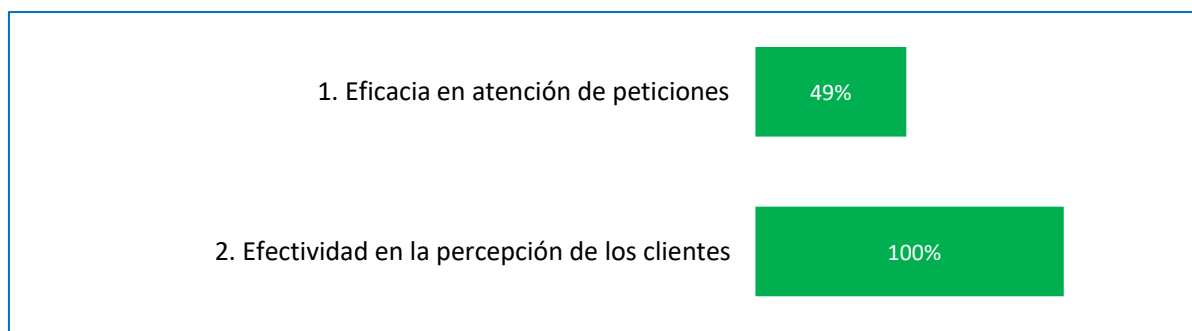 1. Eficacia en atención de peticiones
49%
2. Efectividad en la percepción de los clientes
100%